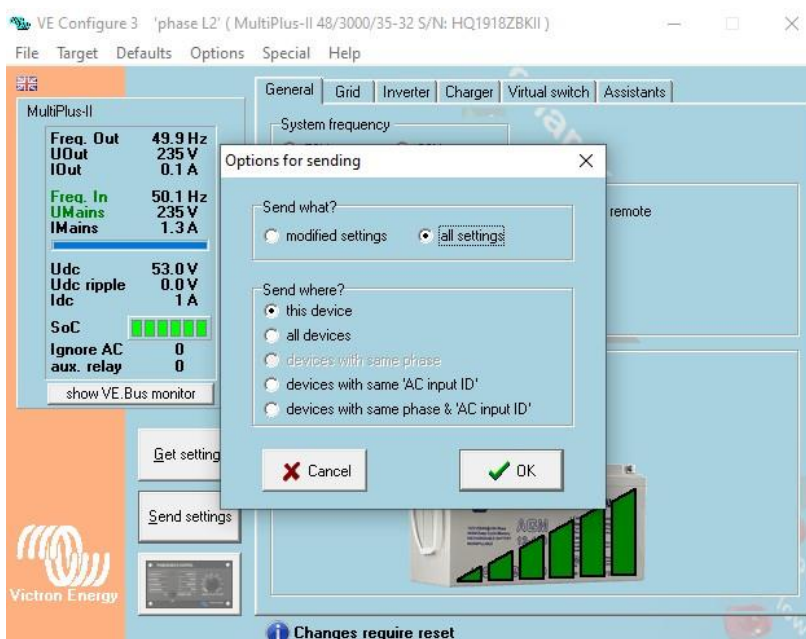 VE Configure 3 'phase L2' ( MultiPlus-II 48/3000/35-32 S/N: HQ1918ZBKII )
File Target Defaults Options Special Help
General Grid Inverter Charger Virtual switch Assistants
MultiPlus-II
System frequency
Freq. Out 49.9 Hz
UOut 235 V
IOut 0.1 A
Freq. In 50.1 Hz
UMains 235 V
IMains 1.3 A
Udc 53.0 V
Udc ripple 0.0 V
Idc 1 A
SoC
Ignore AC 0
aux. relay 0
show VE.Bus monitor
Get setting
Send settings
Victron Energy
Options for sending
Send what?
modified settings all settings
Send where?
this device
all devices
devices with same phase
devices with same 'AC input ID'
devices with same phase & 'AC input ID'
Cancel OK
remote
AGM
Changes require reset